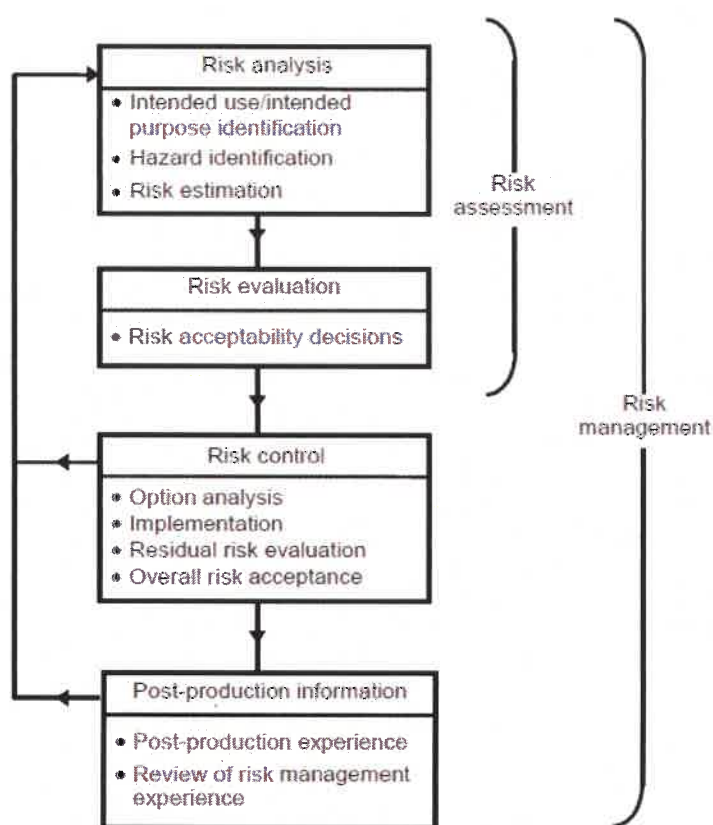 Risk analysis
• Intended use/intended
purpose identification
• Hazard identification
• Risk estimation
Risk
assessment
Risk evaluation
• Risk acceptability decisions
Risk
management
Risk control
• Option analysis
• Implementation
• Residual risk evaluation
• Overall risk acceptance
Post-production information
• Post-production experience
• Review of risk management
experience